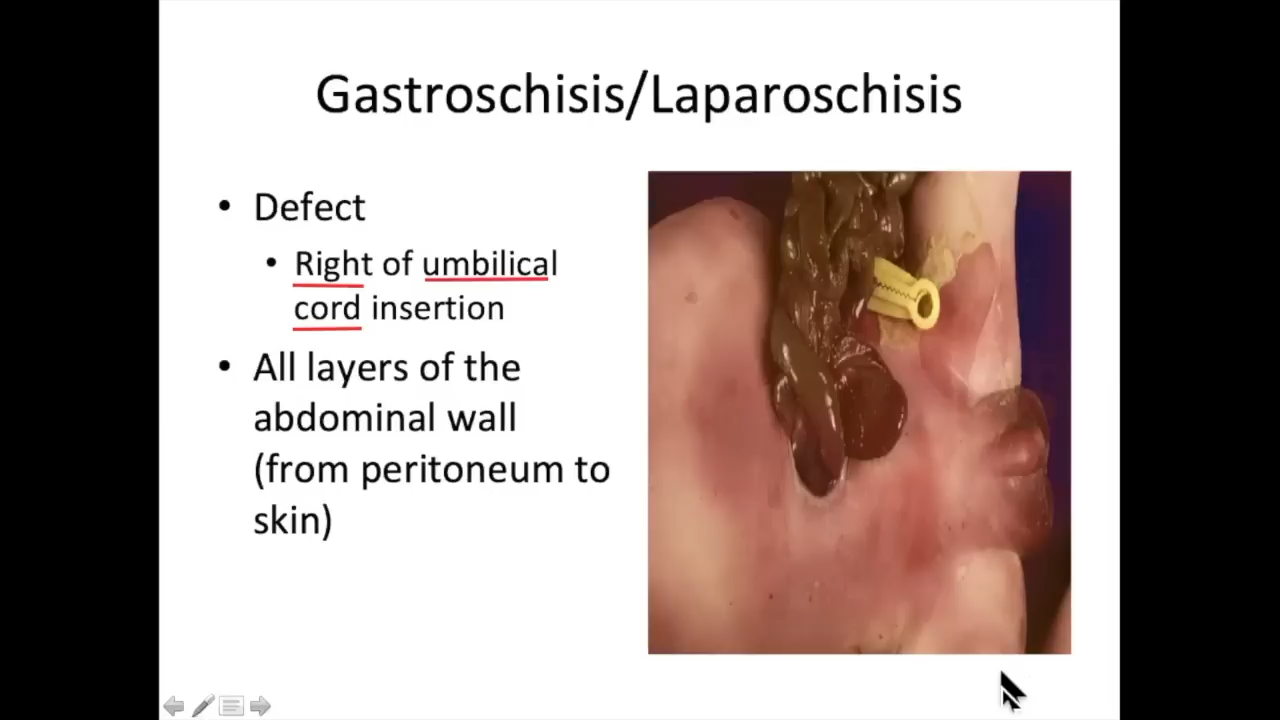 Gastroschisis/Laparoschisis
• Defect
• Right of umbilical
cord insertion
• All layers of the
abdominal wall
(from peritoneum to
skin)